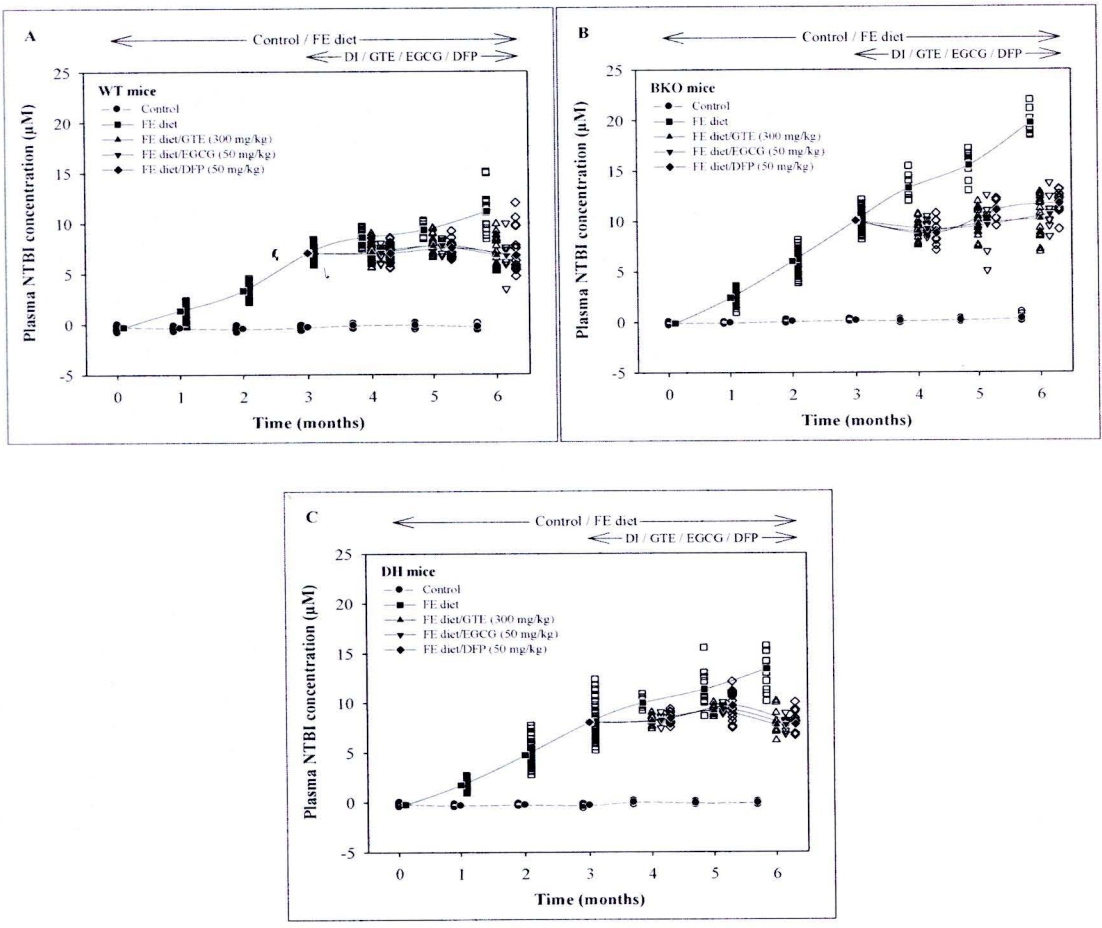 A
Control / FE diet
DI / GTE / EGCG / DFP
WT mice
Control
FE diet
FE diet/GTE (300 mg/kg)
FE diet/EGCG (50 mg/kg)
FE diet/DFP (50 mg/kg)
Plasma NTBI concentration (µM)
25
20
15
10
5
0
-5
0 1 2 3 4 5 6
Time (months)
B
Control / FE diet
DI / GTE / EGCG / DFP
BKO mice
Control
FE diet
FE diet/GTE (300 mg/kg)
FE diet/EGCG (50 mg/kg)
FE diet/DFP (50 mg/kg)
Plasma NTBI concentration (µM)
25
20
15
10
5
0
-5
0 1 2 3 4 5 6
Time (months)
C
Control / FE diet
DI / GTE / EGCG / DFP
DH mice
Control
FE diet
FE diet/GTE (300 mg/kg)
FE diet/EGCG (50 mg/kg)
FE diet/DFP (50 mg/kg)
Plasma NTBI concentration (µM)
25
20
15
10
5
0
-5
0 1 2 3 4 5 6
Time (months)